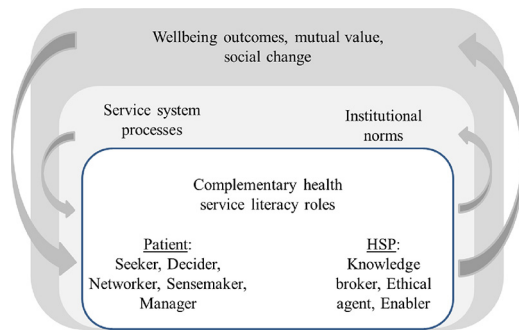 Wellbeing outcomes, mutual value,
social change
Service system
processes
Institutional
norms
Complementary health
service literacy roles
Patient:
Seeker, Decider,
Networker, Sensemaker,
Manager
HSP:
Knowledge
broker, Ethical
agent, Enabler